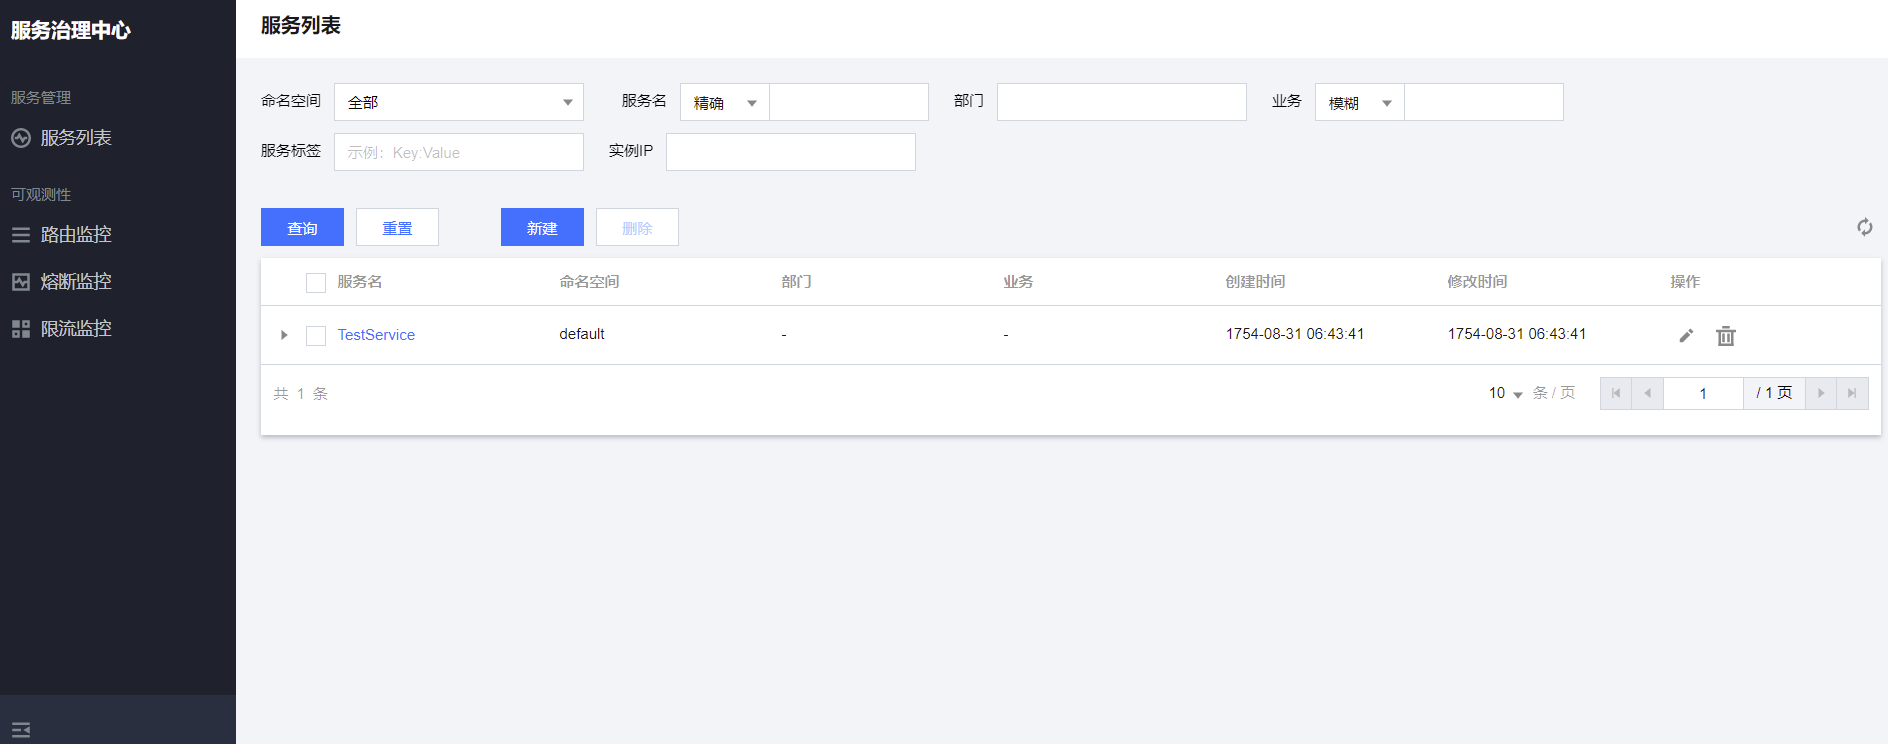 服务治理中心
服务管理
服务列表
可观测性
路由监控
熔断监控
限流监控
服务列表
命名空间 全部 服务名 精确 部门 业务 模糊
服务标签 示例：Key:Value 实例IP
查询 重置 新建 删除
服务名 命名空间 部门 业务 创建时间 修改时间 操作
TestService default - - 1754-08-31 06:43:41 1754-08-31 06:43:41
共 1 条 10 条 / 页 1 / 1 页